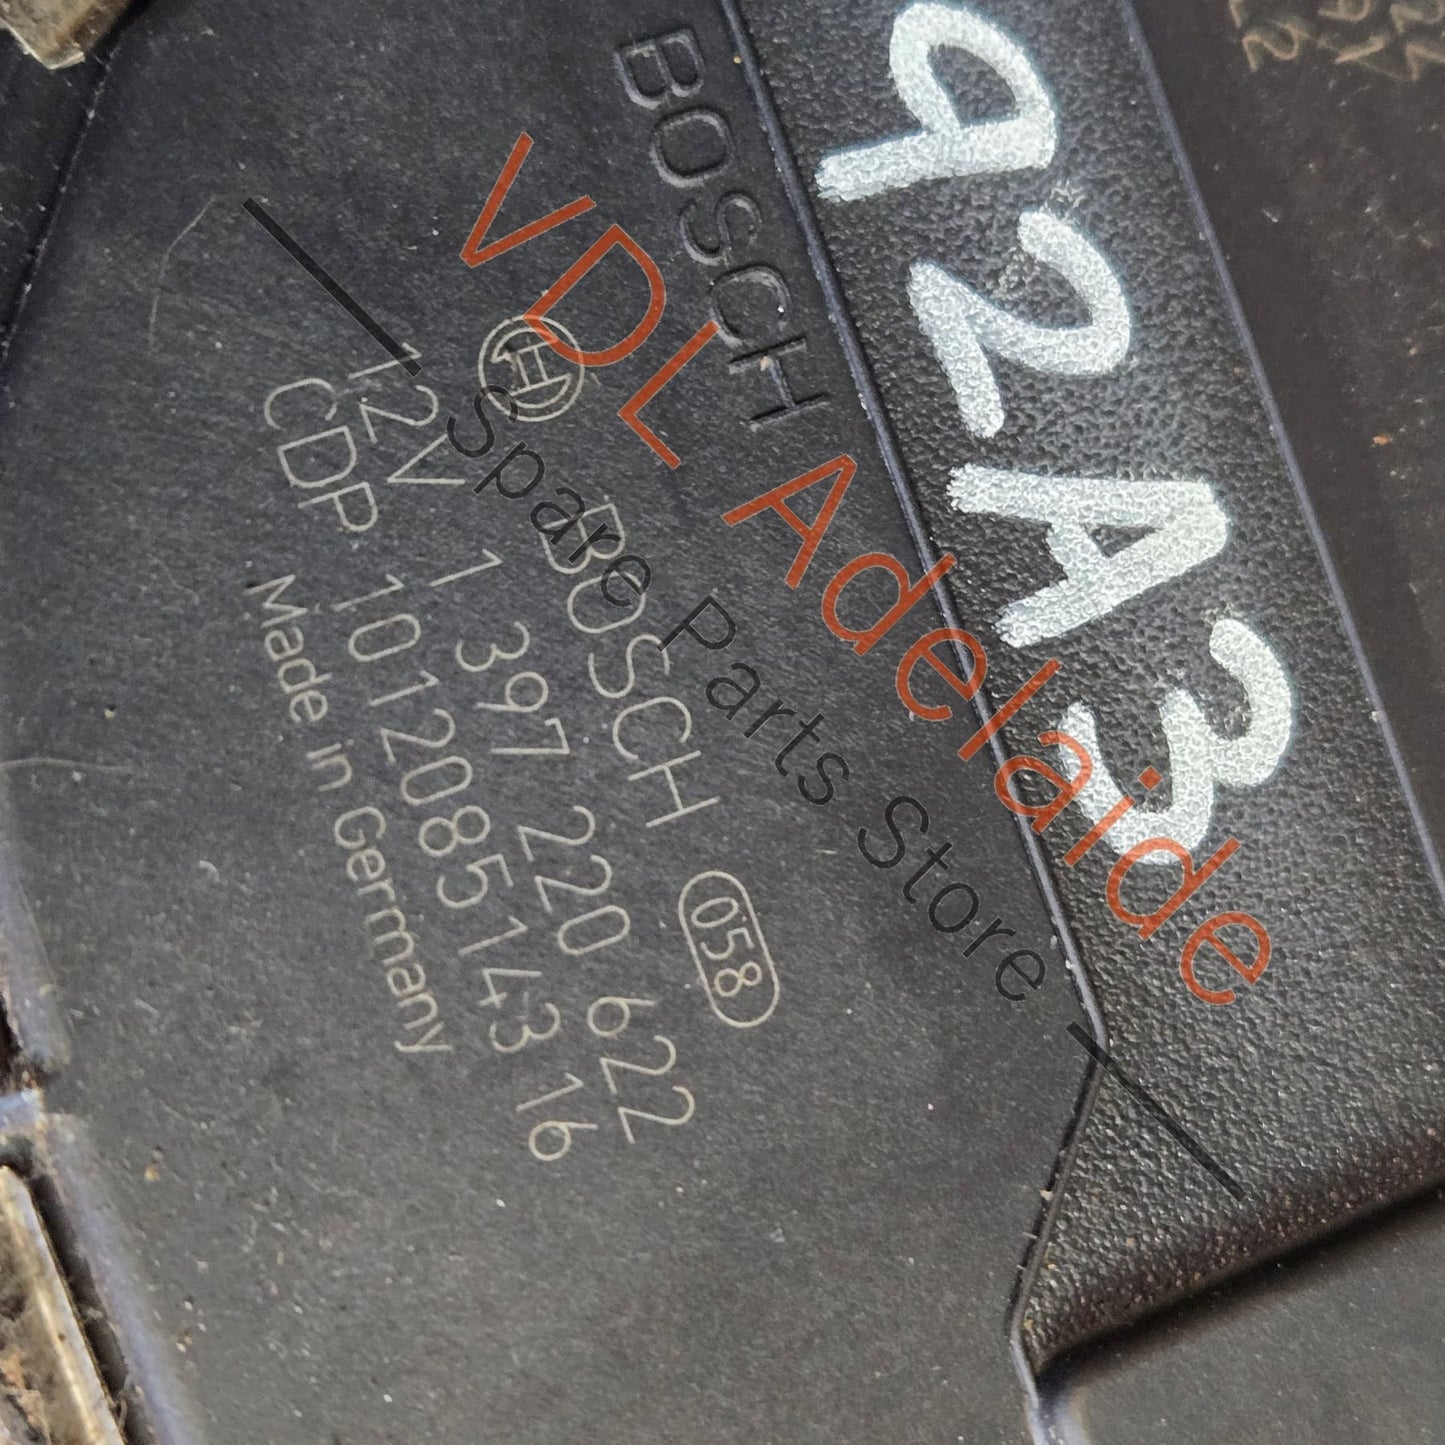 92A3
BOSCH
BOSCH
058
12V 1 397 220 622
CDP 1012085143 16
Made in Germany
VDL Adelaide
Spare Parts Store